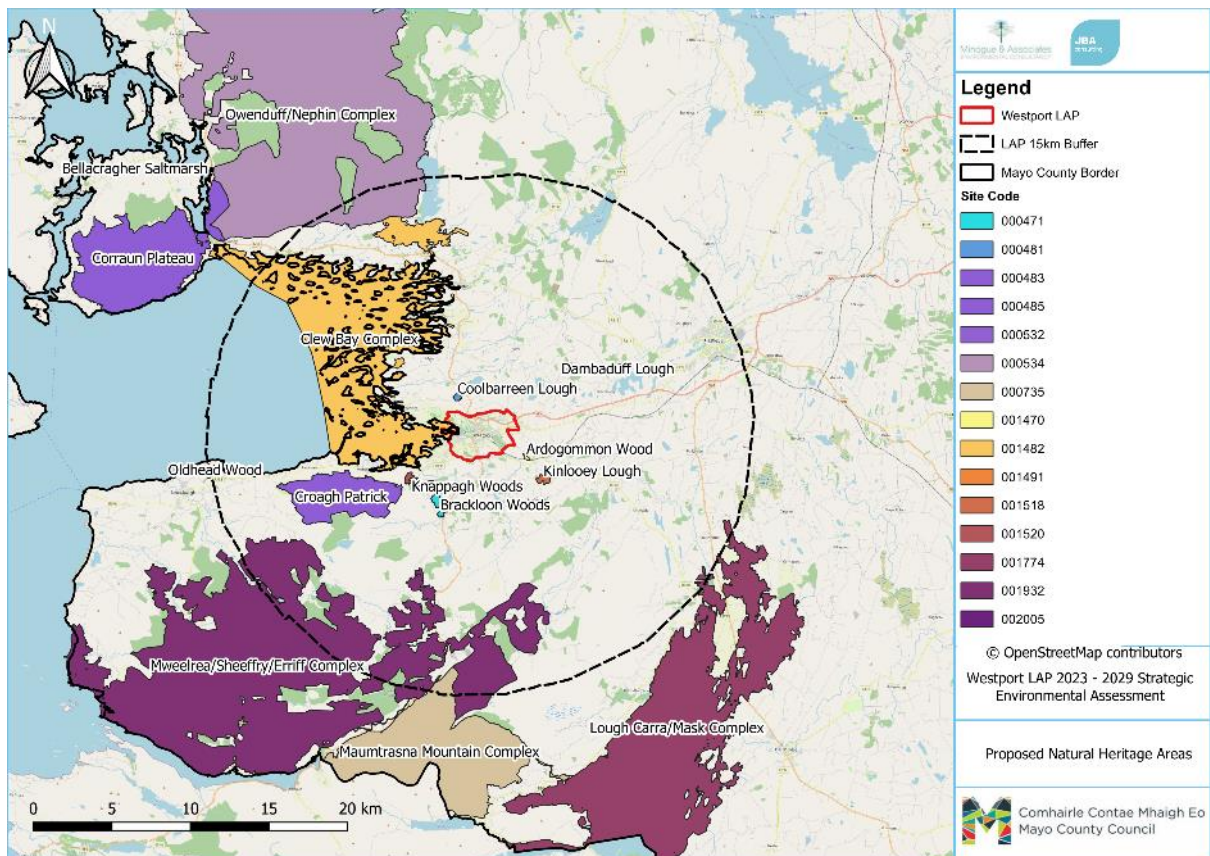 N
Owenduff/Nephin Complex
Bellacragher Saltmarsh
Corraun Plateau
Clew Bay Complex
Dambaduff Lough
Coolbarreen Lough
Ardogommon Wood
Oldhead Wood
Kinlooey Lough
Knappagh Woods
Croagh Patrick
Brackloon Woods
Mweelrea/Sheeffry/Erriff Complex
Lough Carra/Mask Complex
Maumtrasna Mountain Complex
0 5 10 15 20 km
Minogue & Associates
JBA
Legend
Westport LAP
LAP 15km Buffer
Mayo County Border
Site Code
000471
000481
000483
000485
000532
000534
000735
001470
001482
001491
001518
001520
001774
001932
002005
© OpenStreetMap contributors
Westport LAP 2023 - 2029 Strategic
Environmental Assessment
Proposed Natural Heritage Areas
Comhairle Contae Mhaigh Eo
Mayo County Council